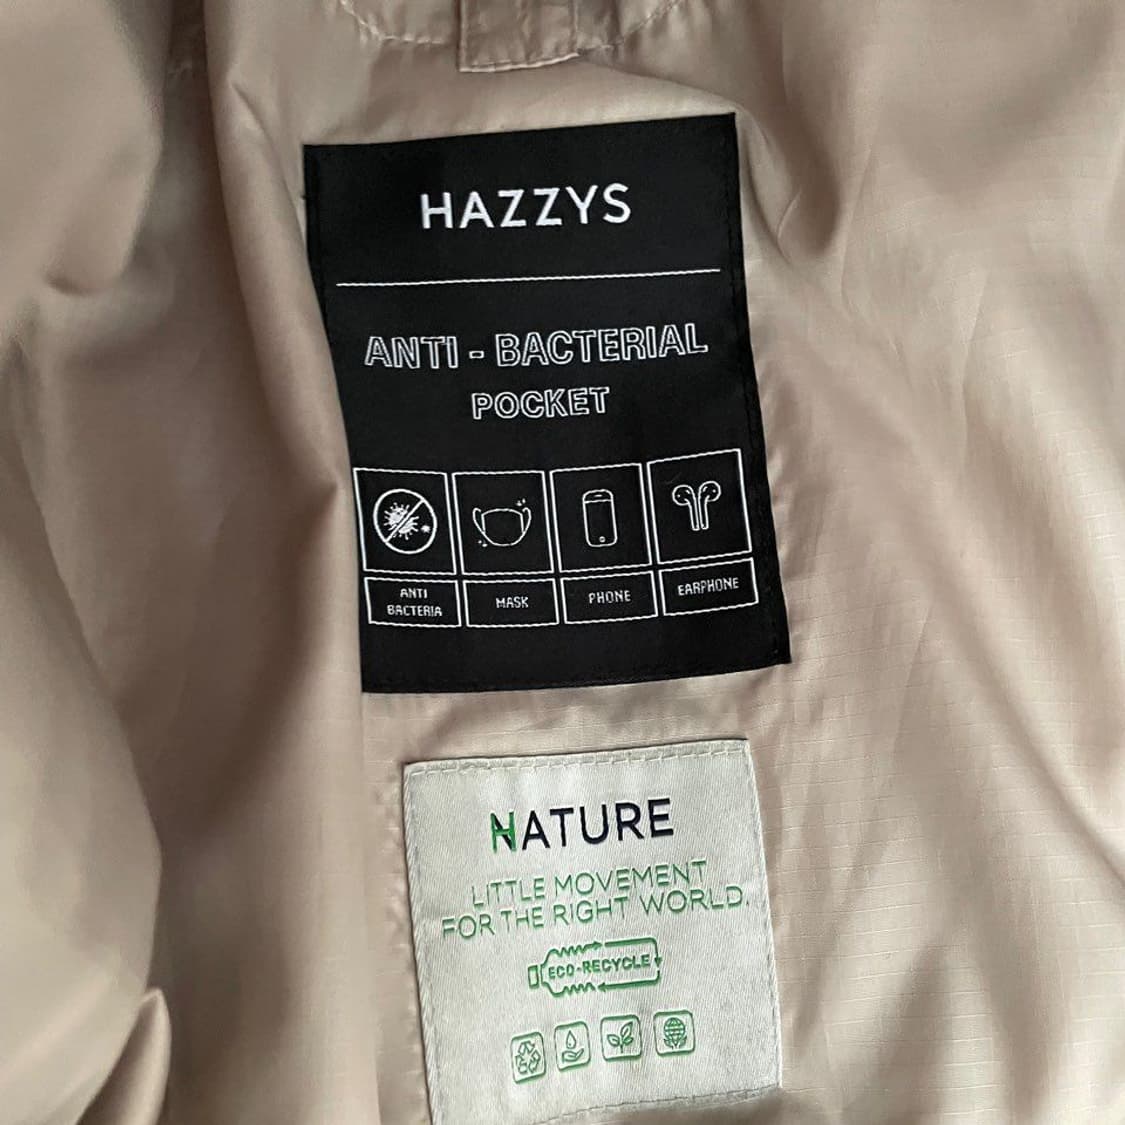 HAZZYS
ANTI - BACTERIAL
POCKET
ANTI
BACTERIA
MASK
PHONE
EARPHONE
NATURE
LITTLE MOVEMENT
FOR THE RIGHT WORLD.
ECO-RECYCLE